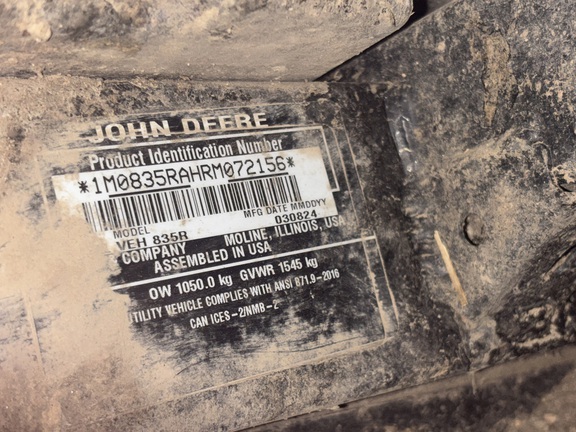 JOHN DEERE
Product Identification Number
*1M0835RAHRM072156*
MODEL MFG DATE MMDDYY
VEH 835R 030824
COMPANY MOLINE, ILLINOIS, USA
ASSEMBLED IN USA
OW 1050.0 kg GVWR 1545 kg
TILITY VEHICLE COMPLIES WITH ANSI B71.9-2016
CAN ICES-2/NMB-2